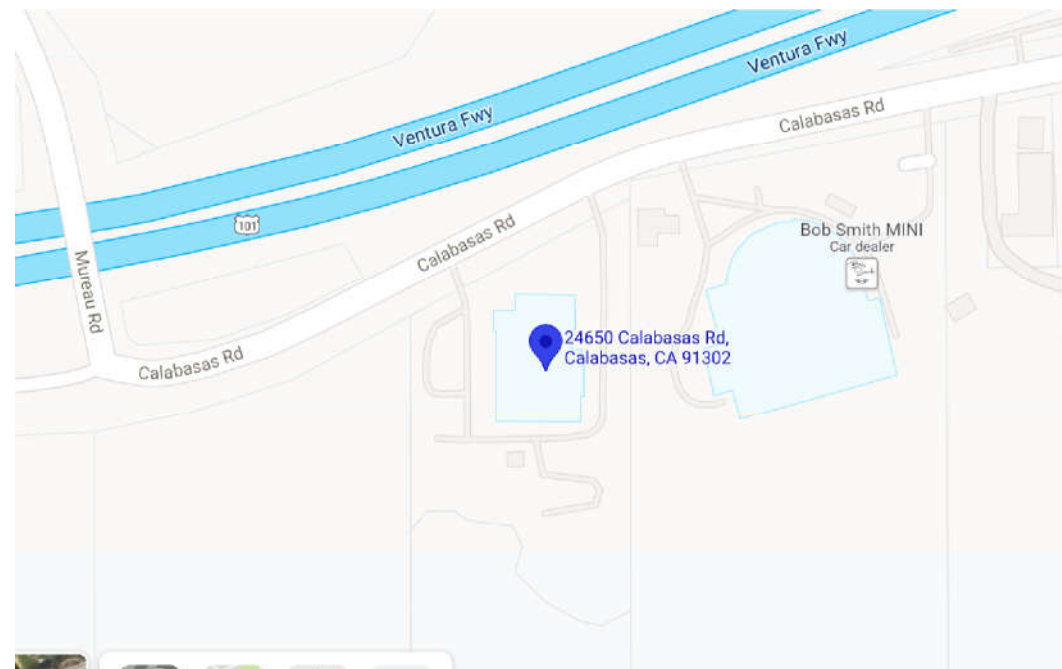 Ventura Fwy
Ventura Fwy
Calabasas Rd
101
Bob Smith MINI
Car dealer
Calabasas Rd
Mureau Rd
24650 Calabasas Rd,
Calabasas, CA 91302
Calabasas Rd